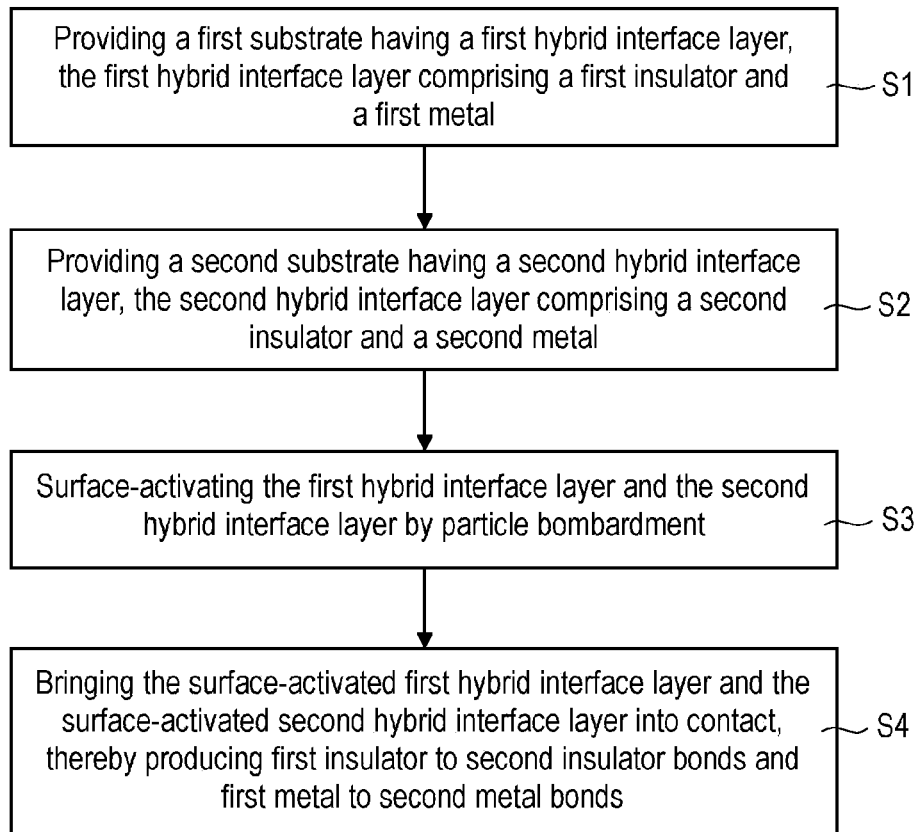 Providing a first substrate having a first hybrid interface layer,
the first hybrid interface layer comprising a first insulator and
a first metal
S1
Providing a second substrate having a second hybrid interface
layer, the second hybrid interface layer comprising a second
insulator and a second metal
S2
Surface-activating the first hybrid interface layer and the second
hybrid interface layer by particle bombardment
S3
Bringing the surface-activated first hybrid interface layer and the
surface-activated second hybrid interface layer into contact,
thereby producing first insulator to second insulator bonds and
first metal to second metal bonds
S4